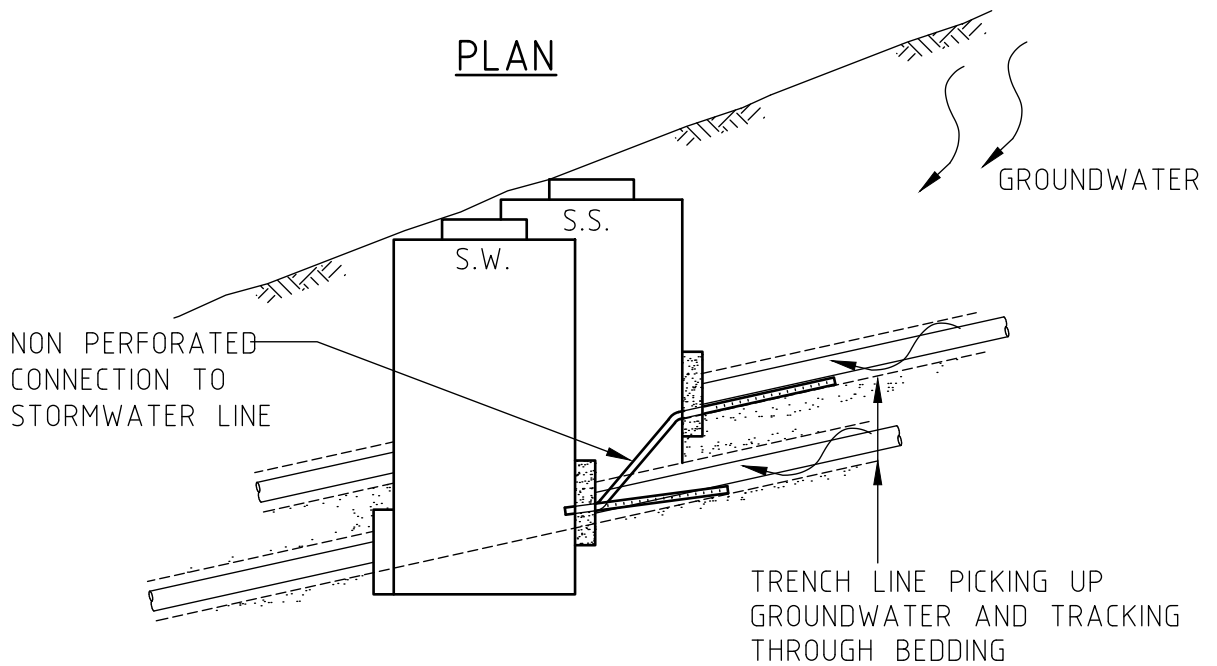 PLAN
GROUNDWATER
S.S.
S.W.
NON PERFORATED
CONNECTION TO
STORMWATER LINE
TRENCH LINE PICKING UP
GROUNDWATER AND TRACKING
THROUGH BEDDING